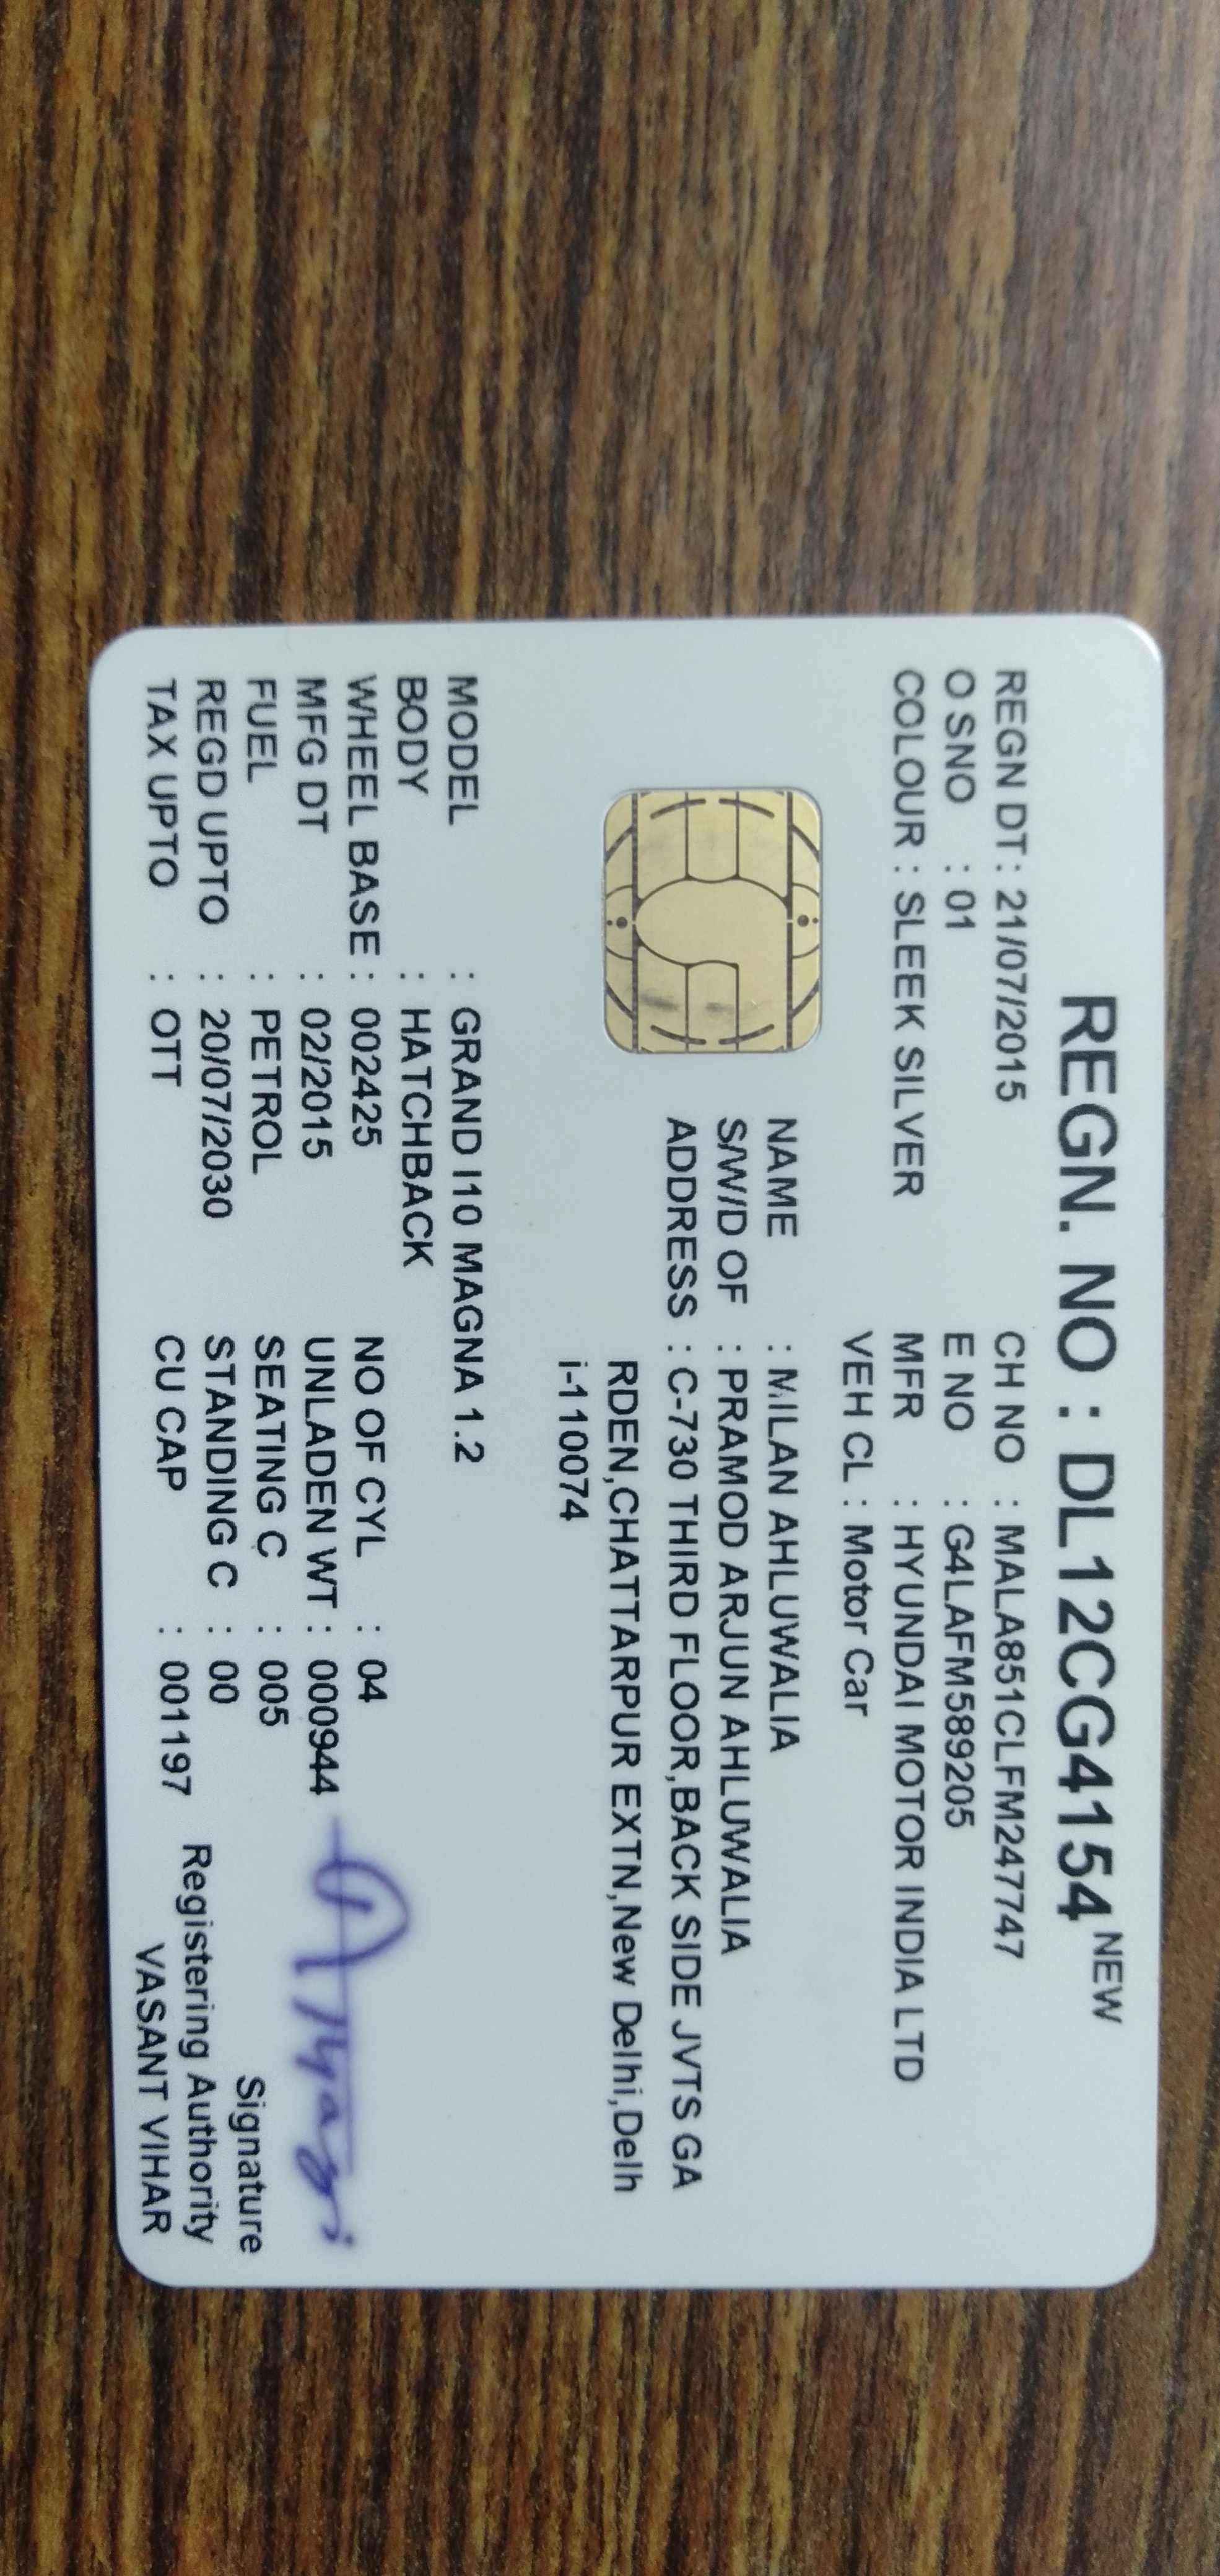 REGN. NO : DL12CG4154 NEW
REGN DT : 21/07/2015 CH NO : MALA851CLFM247747
O SNO : 01 E NO : G4LAFM589205
COLOUR : SLEEK SILVER MFR : HYUNDAI MOTOR INDIA LTD
VEH CL : Motor Car
NAME : MILAN AHLUWALIA
S/W/D OF : PRAMOD ARJUN AHLUWALIA
ADDRESS : C-730 THIRD FLOOR,BACK SIDE JVTS GA
RDEN,CHATTARPUR EXTN,New Delhi,Delh
i-110074
MODEL : GRAND I10 MAGNA 1.2
BODY : HATCHBACK NO OF CYL : 04
WHEEL BASE : 002425 UNLADEN WT : 000944
MFG DT : 02/2015 SEATING C : 005
FUEL : PETROL STANDING C : 00
REGD UPTO : 20/07/2030 CU CAP : 001197
TAX UPTO : OTT
Signature
Registering Authority
VASANT VIHAR